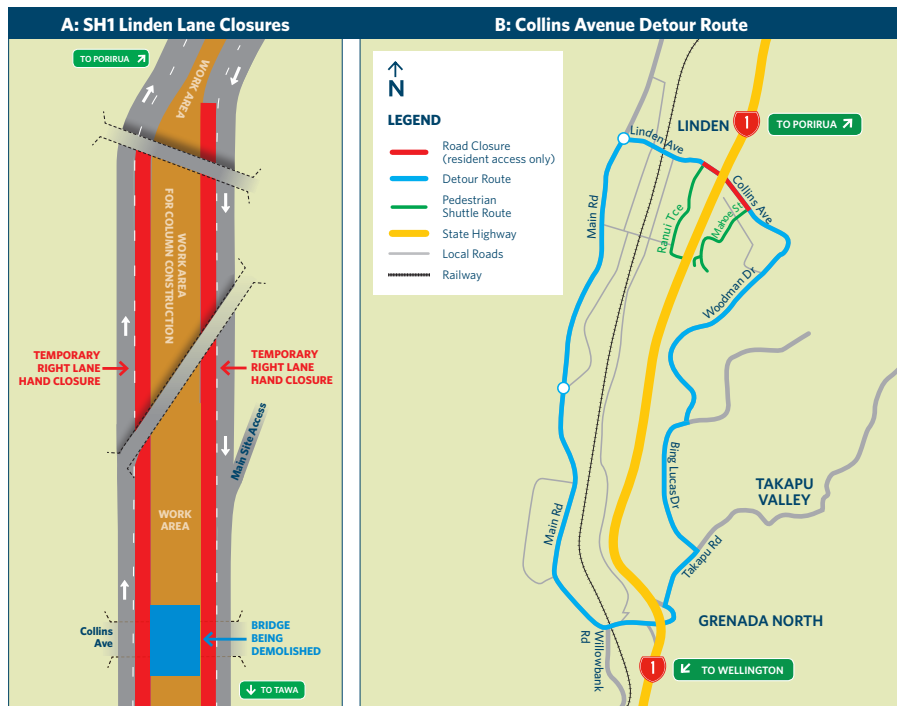 A: SH1 Linden Lane Closures
TO PORIRUA
WORK AREA
WORK AREA
FOR COLUMN CONSTRUCTION
TEMPORARY
RIGHT LANE
HAND CLOSURE
TEMPORARY
RIGHT LANE
HAND CLOSURE
Main Site Access
WORK
AREA
Collins
Ave
BRIDGE
BEING
DEMOLISHED
TO TAWA
B: Collins Avenue Detour Route
N
LEGEND
Road Closure
(resident access only)
Detour Route
Pedestrian
Shuttle Route
State Highway
Local Roads
Railway
LINDEN
1
TO PORIRUA
Linden Ave
Collins Ave
Main Rd
Ranui Tce
Mahoe St
Woodman Dr
Bing Lucas Dr
TAKAPU
VALLEY
Main Rd
Takapu Rd
GRENADA NORTH
Willowbank
Rd
1
TO WELLINGTON